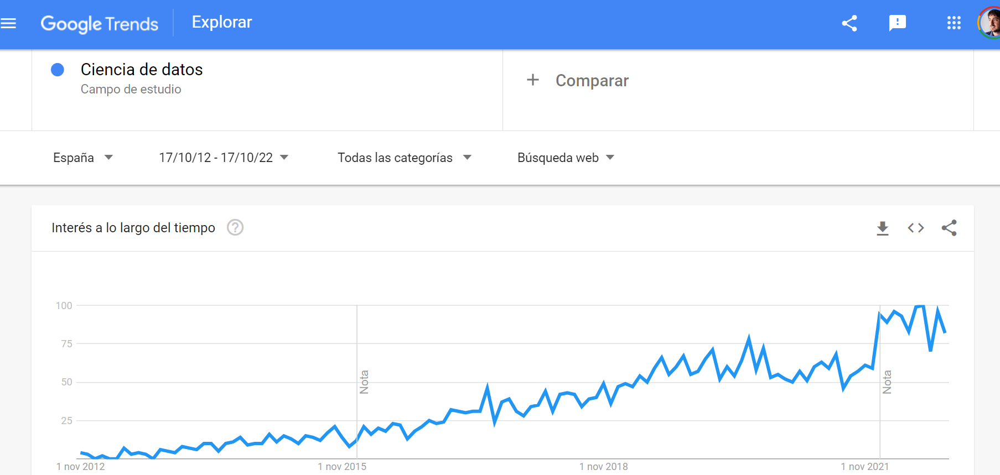 Google Trends
Explorar
Ciencia de datos
Campo de estudio
Comparar
España
17/10/12 - 17/10/22
Todas las categorías
Búsqueda web
Interés a lo largo del tiempo
100
75
50
25
Nota
Nota
1 nov 2012
1 nov 2015
1 nov 2018
1 nov 2021